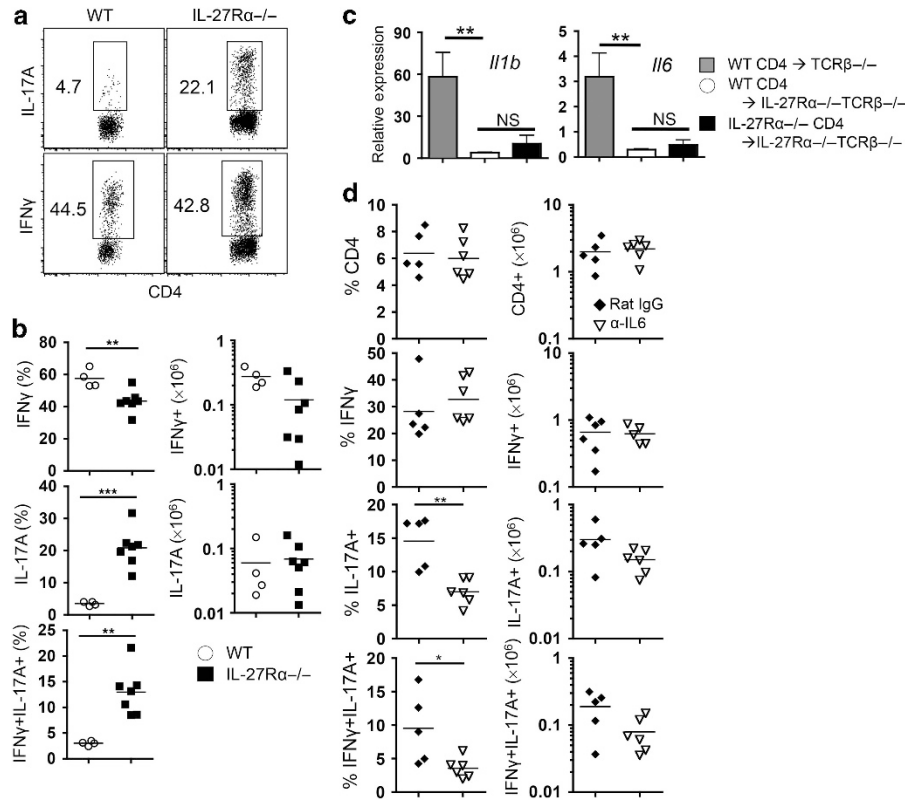 a
WT
IL-27Rα−/−
IL-17A
4.7
22.1
IFNγ
44.5
42.8
CD4
b
**
IFNγ (%)
80
60
40
20
0
IFNγ+ (×10⁶)
1
0.1
0.01
***
IL-17A (%)
40
30
20
10
0
IL-17A (×10⁶)
1
0.1
0.01
**
IFNγ+IL-17A+ (%)
25
20
15
10
5
0
WT
IL-27Rα−/−
c
Relative expression
90
60
30
0
**
Il1b
NS
6
5
4
3
2
1
0
**
Il6
NS
WT CD4 → TCRβ−/−
WT CD4
→ IL-27Rα−/−TCRβ−/−
IL-27Rα−/− CD4
→IL-27Rα−/−TCRβ−/−
d
% CD4
10
8
6
4
2
0
CD4+ (×10⁶)
10
1
0.1
Rat IgG
α-IL6
% IFNγ
50
40
30
20
10
0
IFNγ+ (×10⁶)
10
1
0.1
% IL-17A+
20
15
10
5
0
**
IL-17A+ (×10⁶)
1
0.1
0.01
% IFNγ+IL-17A+
20
15
10
5
0
*
IFNγ+IL-17A+ (×10⁶)
1
0.1
0.01